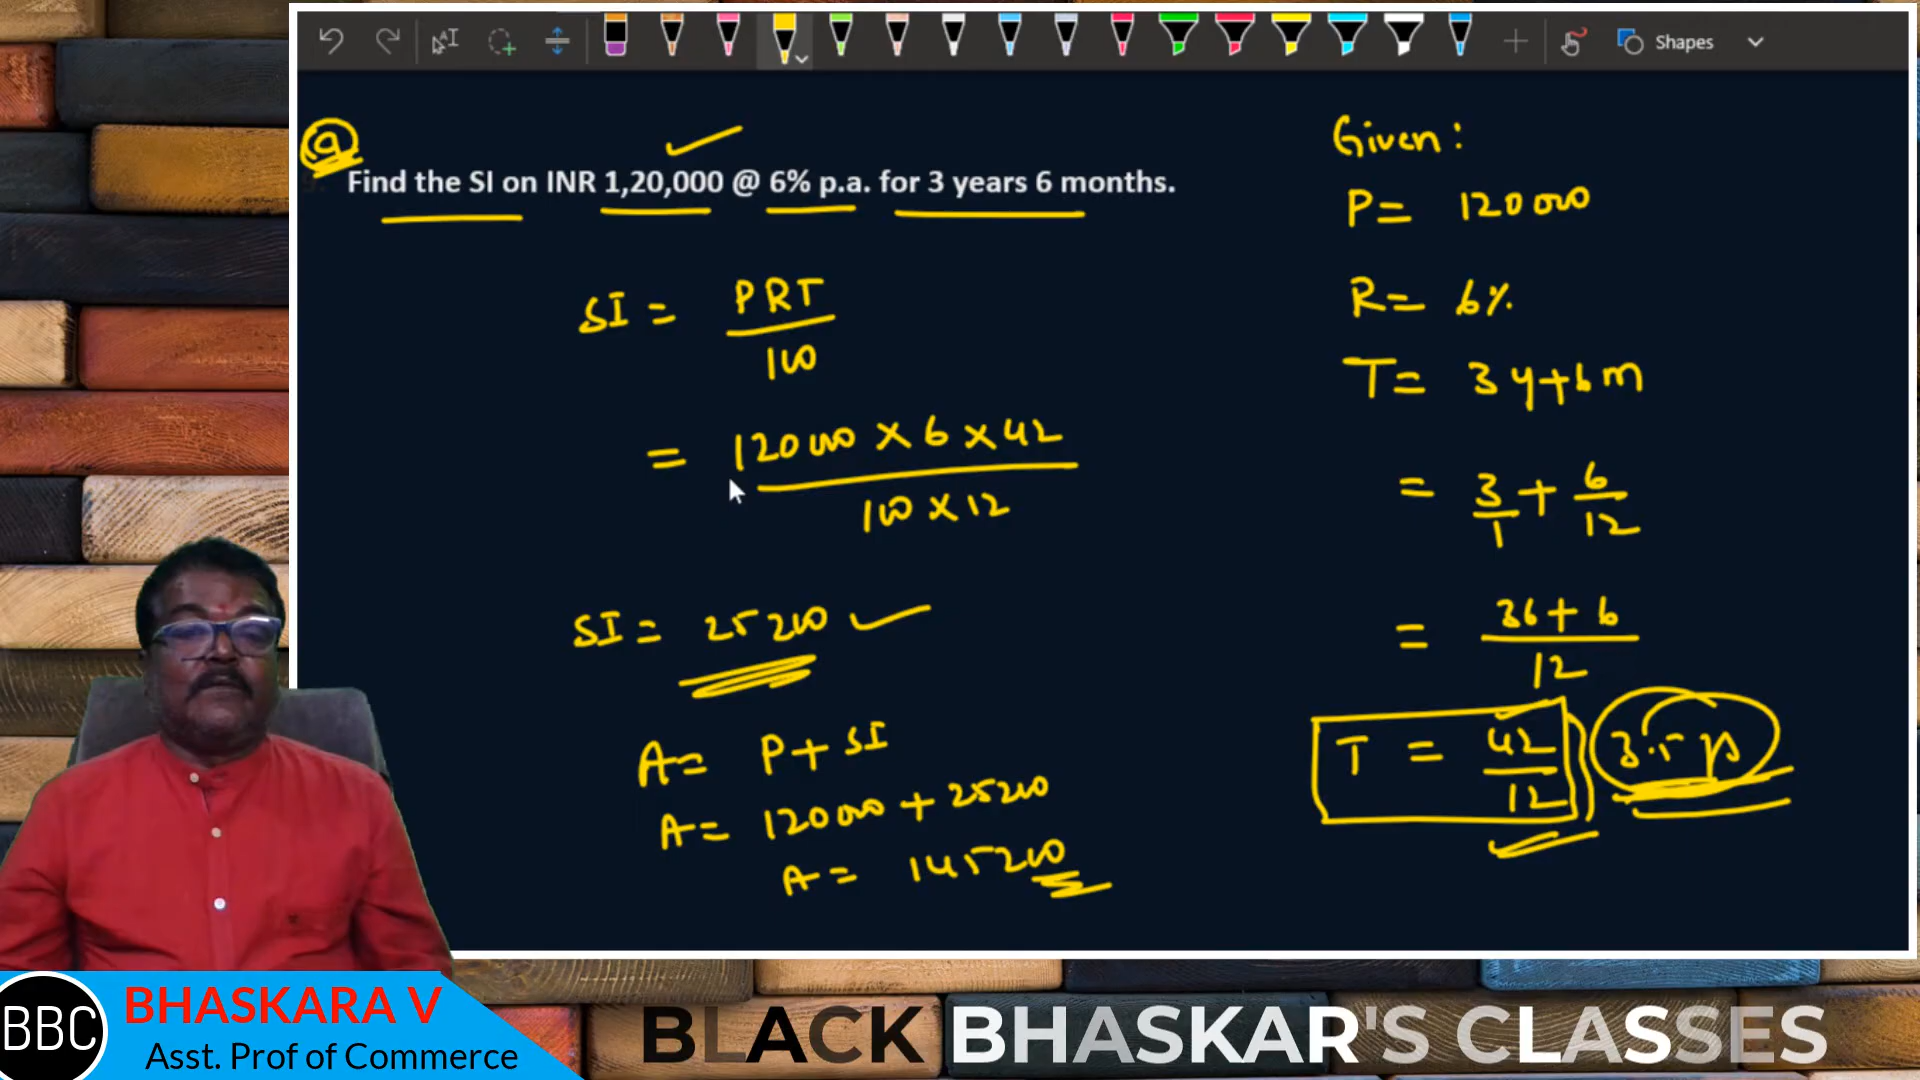 Shapes
9
Find the SI on INR 1,20,000 @ 6% p.a. for 3 years 6 months.
SI = PRT / 100
= 120000 × 6 × 42 / 100 × 12
SI = 25200
A = P + SI
A = 120000 + 25200
A = 145200
Given:
P = 120000
R = 6%
T = 3y+6m
= 3/1 + 6/12
= 36+6 / 12
T = 42/12
3.5
BBC
BHASKARA V
Asst. Prof of Commerce
BLACK BHASKAR'S CLASSES